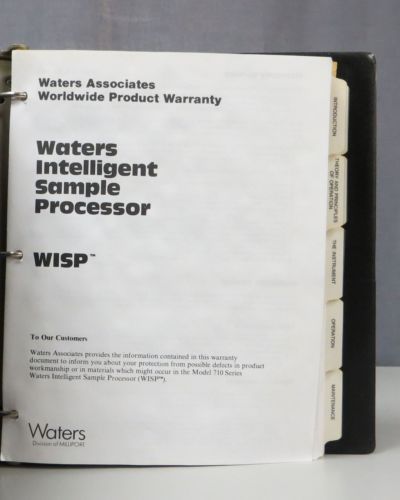 Waters Associates
Worldwide Product Warranty
Waters
Intelligent
Sample
Processor
WISP™
To Our Customers
Waters Associates provides the information contained in this warranty
document to inform you about your protection from possible defects in product
workmanship or in materials which might occur in the Model 710 Series
Waters Intelligent Sample Processor (WISP™).
Waters
Division of MILLIPORE
INTRODUCTION
THEORY AND PRINCIPLES
OF OPERATION
THE INSTRUMENT
OPERATION
MAINTENANCE